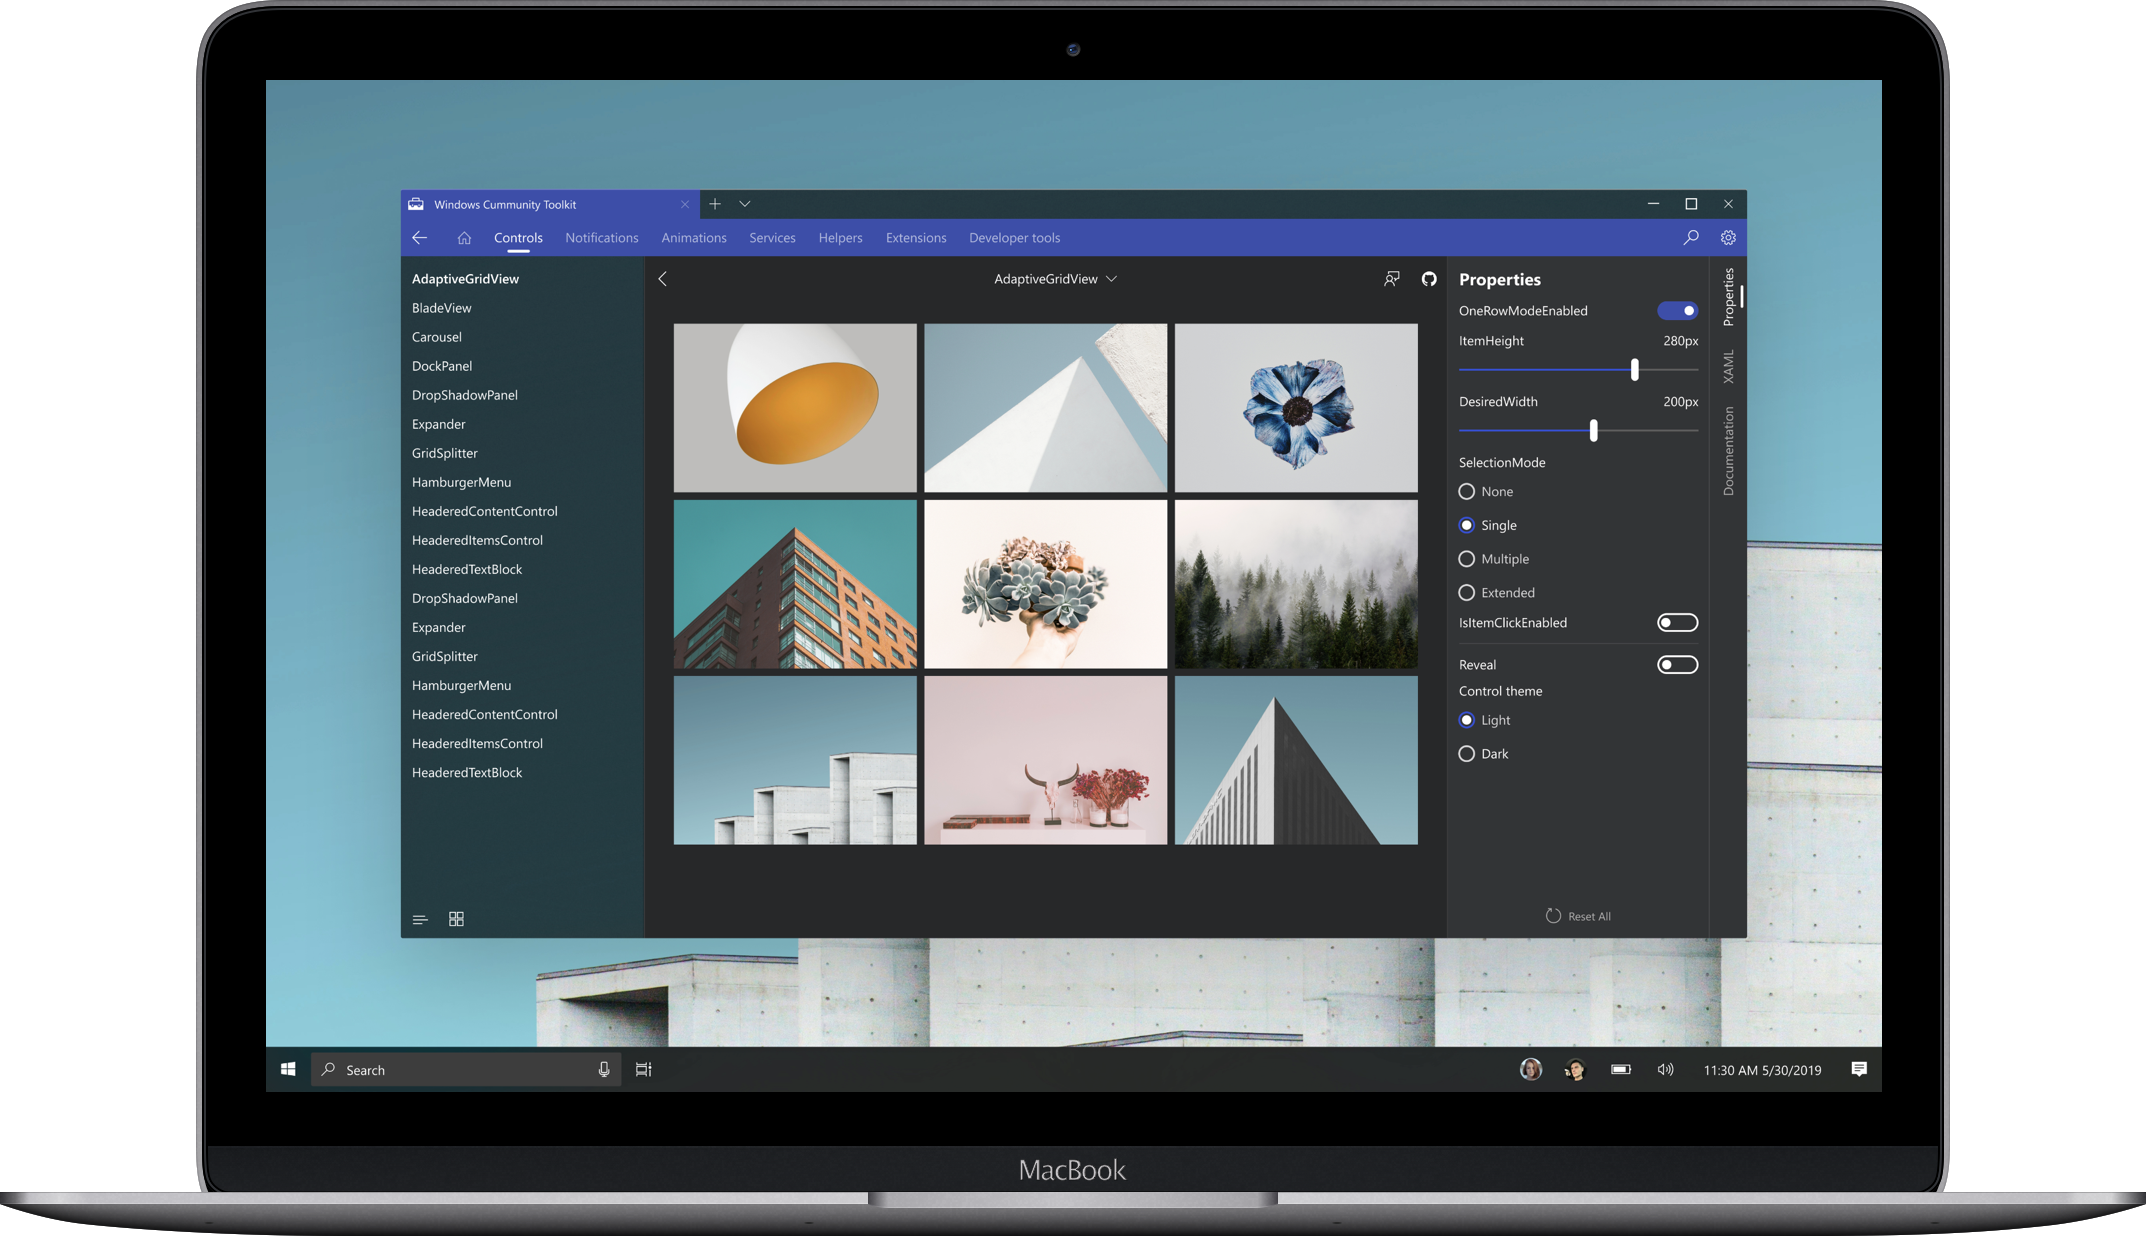 Windows Cummunity Toolkit
Controls Notifications Animations Services Helpers Extensions Developer tools
AdaptiveGridView
BladeView
Carousel
DockPanel
DropShadowPanel
Expander
GridSplitter
HamburgerMenu
HeaderedContentControl
HeaderedItemsControl
HeaderedTextBlock
DropShadowPanel
Expander
GridSplitter
HamburgerMenu
HeaderedContentControl
HeaderedItemsControl
HeaderedTextBlock
AdaptiveGridView
Properties
OneRowModeEnabled
ItemHeight 280px
DesiredWidth 200px
SelectionMode
None
Single
Multiple
Extended
IsItemClickEnabled
Reveal
Control theme
Light
Dark
Reset All
Properties
XAML
Documentation
Search
11:30 AM 5/30/2019
MacBook